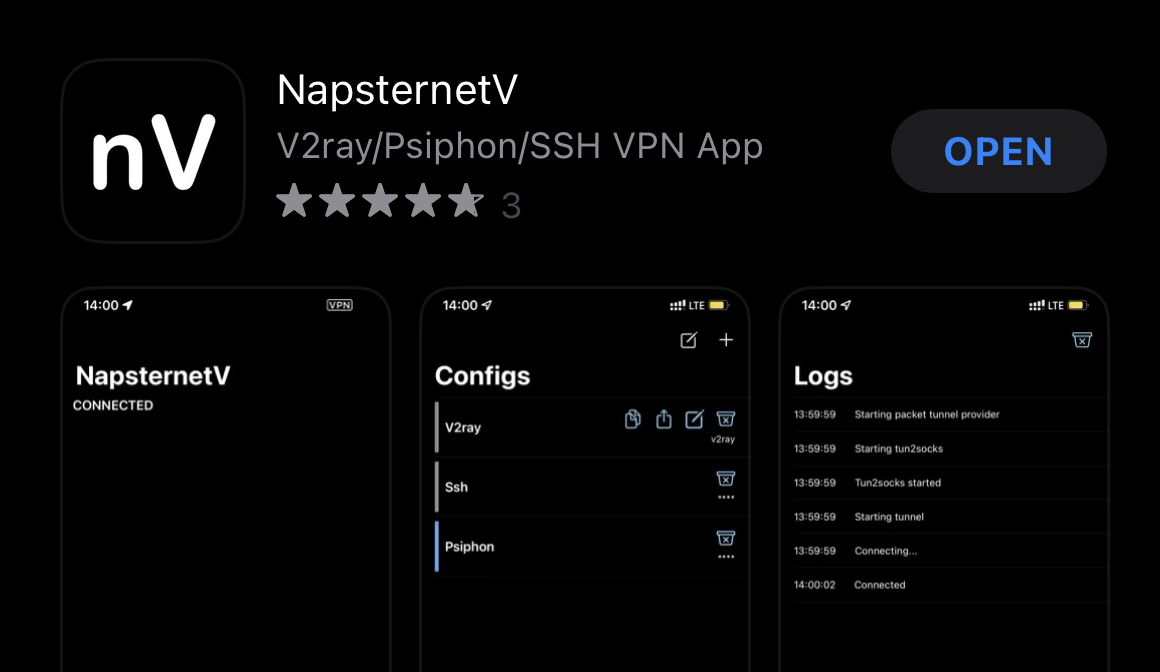 nV
NapsternetV
V2ray/Psiphon/SSH VPN App
3
OPEN
14:00
VPN
NapsternetV
CONNECTED
14:00
LTE
Configs
V2ray
v2ray
Ssh
Psiphon
14:00
LTE
Logs
13:59:59 Starting packet tunnel provider
13:59:59 Starting tun2socks
13:59:59 Tun2socks started
13:59:59 Starting tunnel
13:59:59 Connecting...
14:00:02 Connected